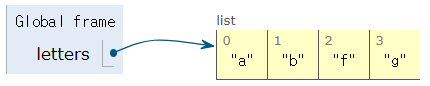 Global frame
letters
list
0 1 2 3
"a" "b" "f" "g"